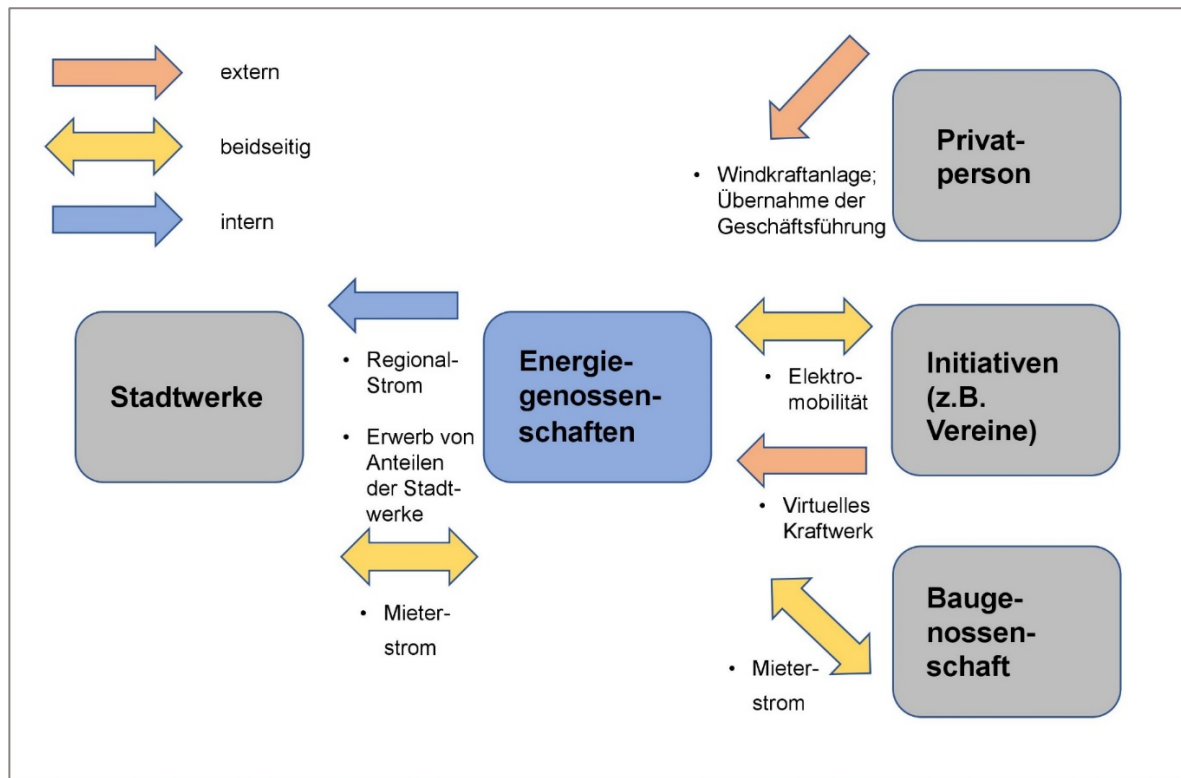 extern
beidseitig
intern
Privat-
person
• Windkraftanlage;
Übernahme der
Geschäftsführung
Stadtwerke
• Regional-
Strom
• Erwerb von
Anteilen
der Stadt-
werke
• Mieter-
strom
Energie-
genossen-
schaften
• Elektro-
mobilität
• Virtuelles
Kraftwerk
Initiativen
(z.B.
Vereine)
• Mieter-
strom
Bauge-
nossen-
schaft